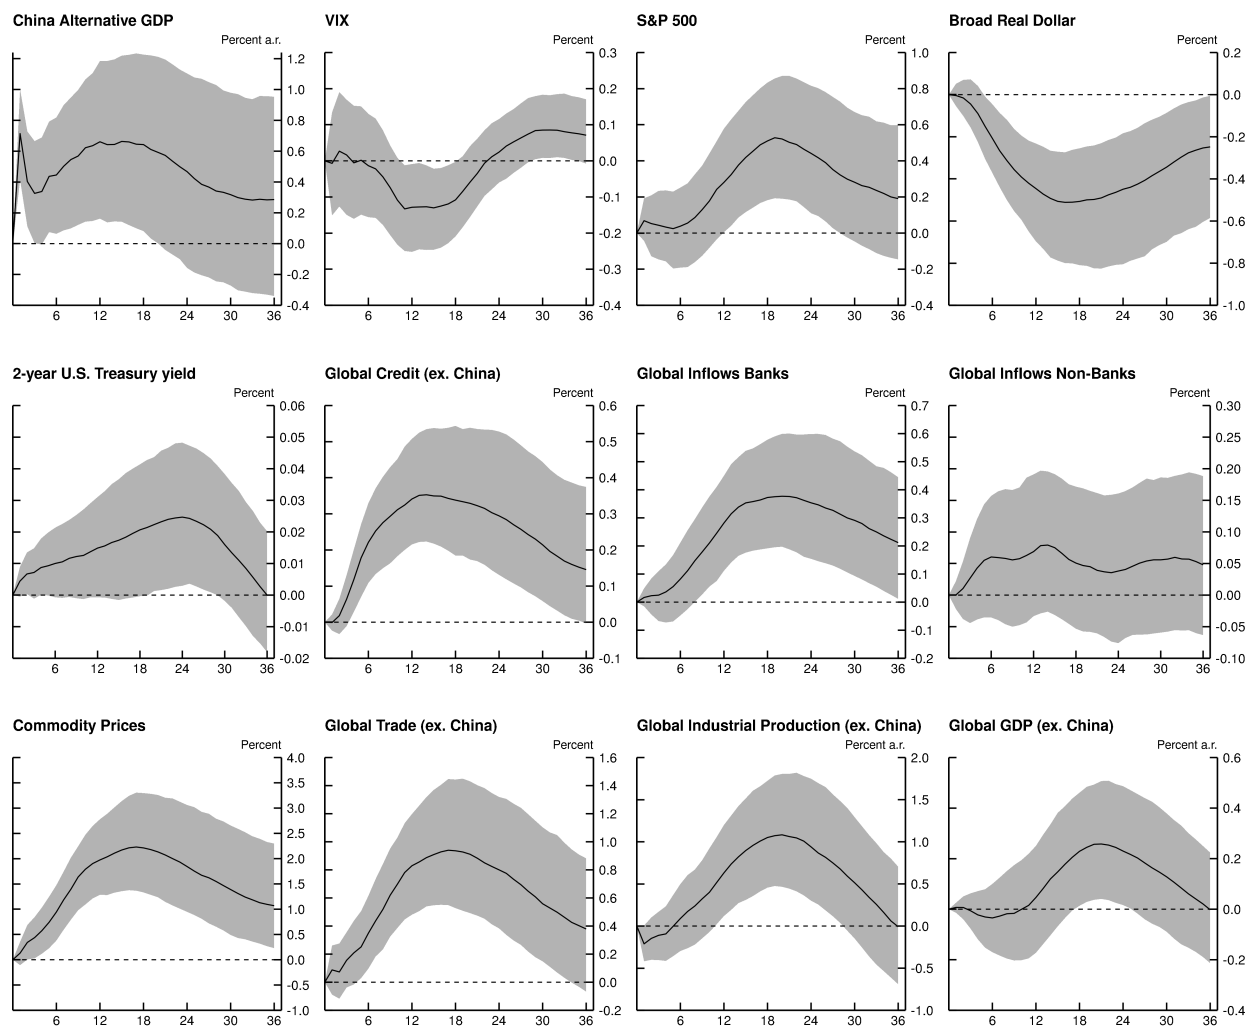 China Alternative GDP
Percent a.r.
1.2
1.0
0.8
0.6
0.4
0.2
0.0
-0.2
-0.4
6 12 18 24 30 36
VIX
Percent
0.3
0.2
0.1
0.0
-0.1
-0.2
-0.3
-0.4
6 12 18 24 30 36
S&P 500
Percent
1.0
0.8
0.6
0.4
0.2
0.0
-0.2
-0.4
6 12 18 24 30 36
Broad Real Dollar
Percent
0.2
0.0
-0.2
-0.4
-0.6
-0.8
-1.0
6 12 18 24 30 36
2-year U.S. Treasury yield
Percent
0.06
0.05
0.04
0.03
0.02
0.01
0.00
-0.01
-0.02
6 12 18 24 30 36
Global Credit (ex. China)
Percent
0.6
0.5
0.4
0.3
0.2
0.1
0.0
-0.1
6 12 18 24 30 36
Global Inflows Banks
Percent
0.7
0.6
0.5
0.4
0.3
0.2
0.1
0.0
-0.1
-0.2
6 12 18 24 30 36
Global Inflows Non-Banks
Percent
0.30
0.25
0.20
0.15
0.10
0.05
0.00
-0.05
-0.10
6 12 18 24 30 36
Commodity Prices
Percent
4.0
3.5
3.0
2.5
2.0
1.5
1.0
0.5
0.0
-0.5
-1.0
6 12 18 24 30 36
Global Trade (ex. China)
Percent
1.6
1.4
1.2
1.0
0.8
0.6
0.4
0.2
0.0
-0.2
6 12 18 24 30 36
Global Industrial Production (ex. China)
Percent a.r.
2.0
1.5
1.0
0.5
0.0
-0.5
-1.0
6 12 18 24 30 36
Global GDP (ex. China)
Percent a.r.
0.6
0.4
0.2
0.0
-0.2
-0.4
6 12 18 24 30 36